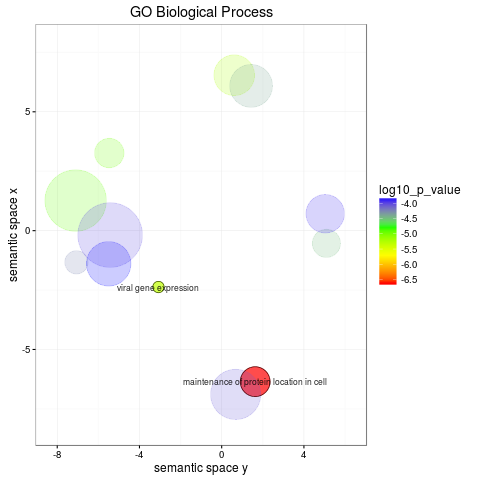 GO Biological Process
5
0
-5
semantic space x
viral gene expression
maintenance of protein location in cell
-8
-4
0
4
semantic space y
log10_p_value
-4.0
-4.5
-5.0
-5.5
-6.0
-6.5